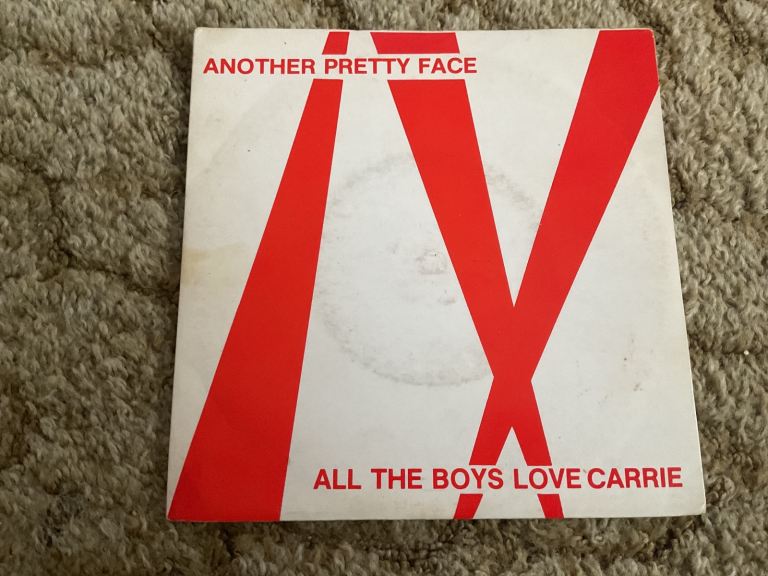 ANOTHER PRETTY FACE
ALL THE BOYS LOVE CARRIE